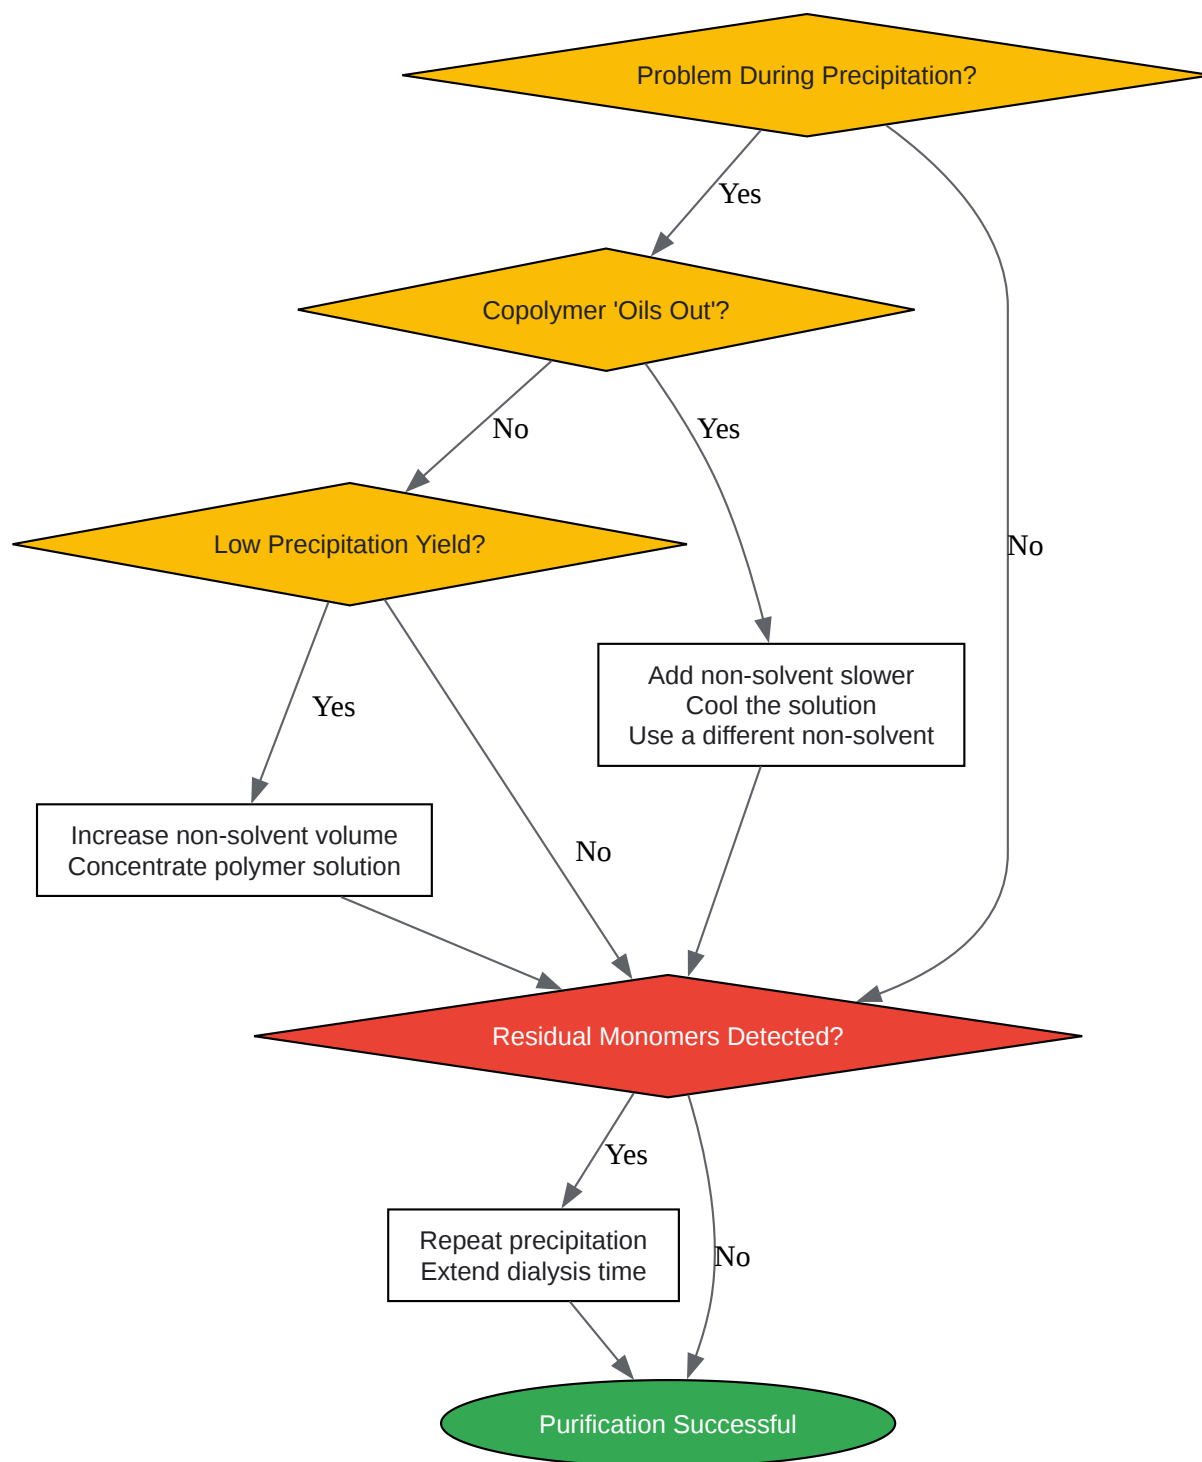 Problem During Precipitation?
Yes
Copolymer 'Oils Out'?
No
Yes
Low Precipitation Yield?
No
Add non-solvent slower
Cool the solution
Use a different non-solvent
Yes
Increase non-solvent volume
Concentrate polymer solution
No
Residual Monomers Detected?
Yes
Repeat precipitation
Extend dialysis time
No
Purification Successful